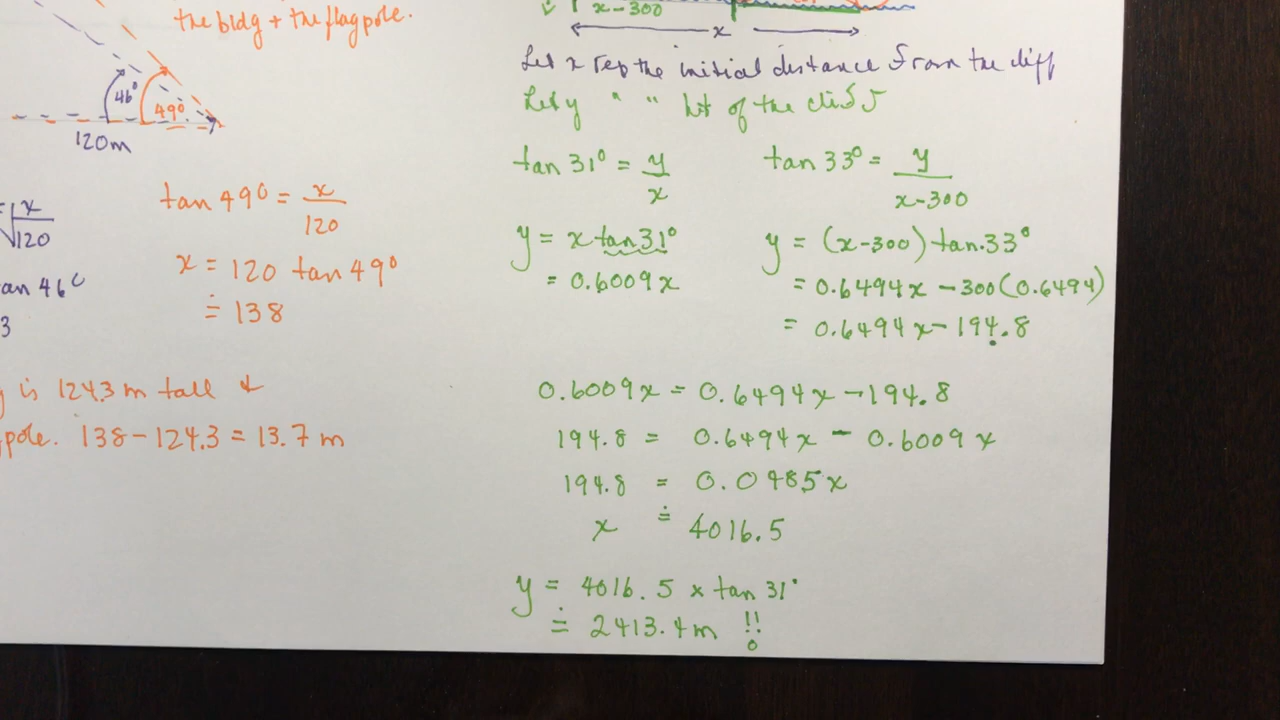 the bldg + the flagpole.
46°
49°
120m
x
120
an 46°
3
tan 49° = x/120
x = 120 tan 49°
≐ 138
is 124.3 m tall &
pole. 138 - 124.3 = 13.7 m
x-300
x
Let x rep the initial distance from the cliff
Let y " " ht of the cliff
tan 31° = y/x
y = x tan 31°
= 0.6009x
tan 33° = y/x-300
y = (x-300) tan 33°
= 0.6494x - 300(0.6494)
= 0.6494x - 194.8
0.6009x = 0.6494x - 194.8
194.8 = 0.6494x - 0.6009x
194.8 = 0.0485x
x ≐ 4016.5
y = 4016.5 x tan 31°
≐ 2413.4m !!